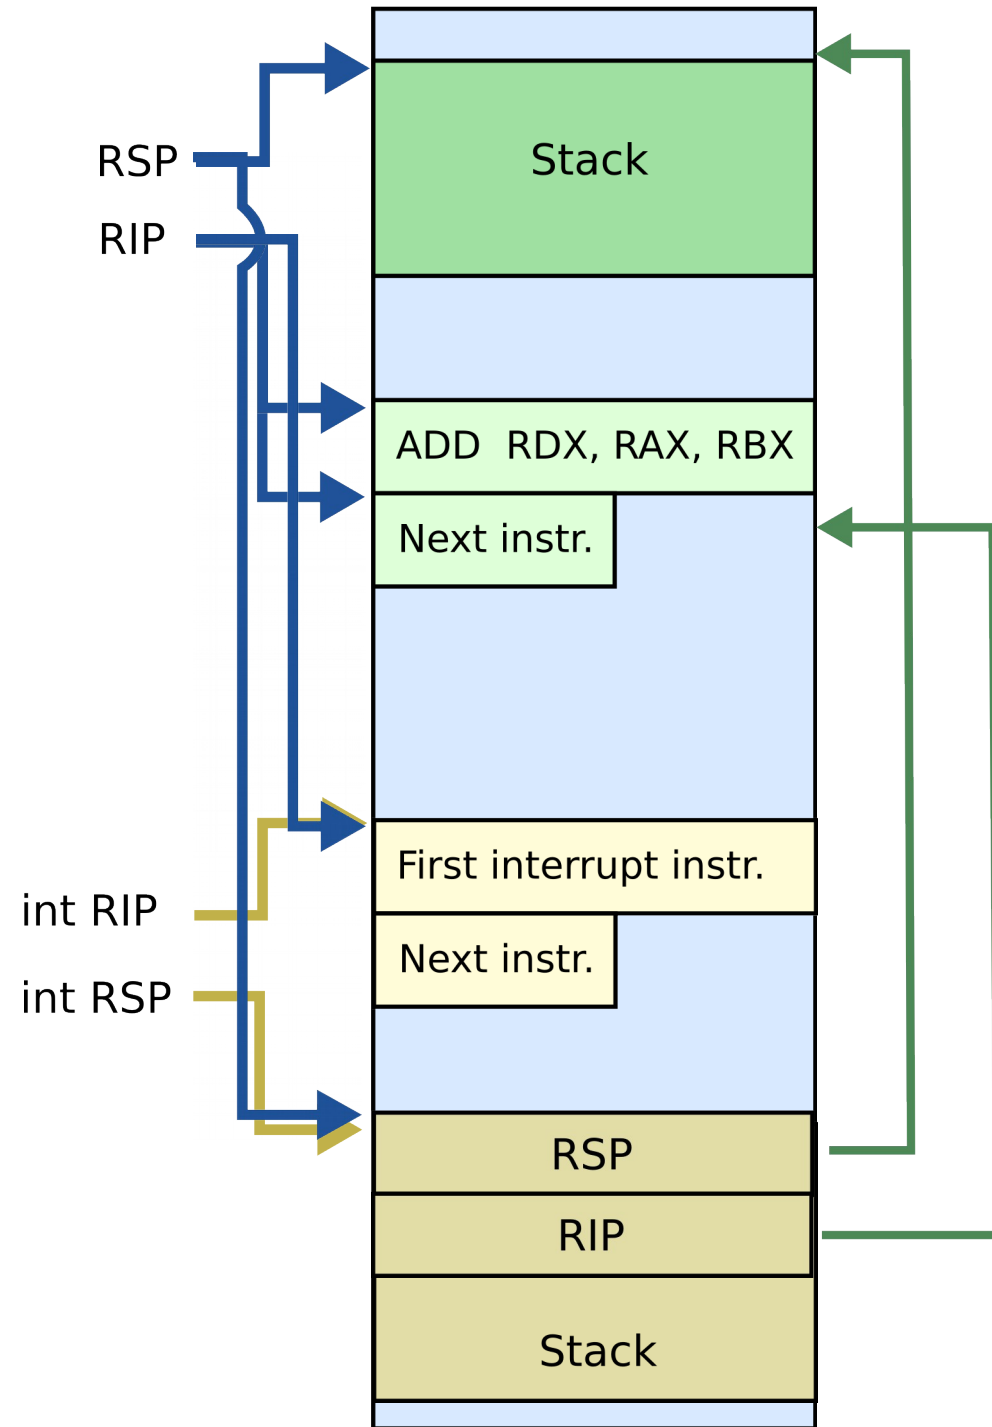 RSP
Stack
RIP
ADD RDX, RAX, RBX
Next instr.
First interrupt instr.
int RIP
Next instr.
int RSP
RSP
RIP
Stack